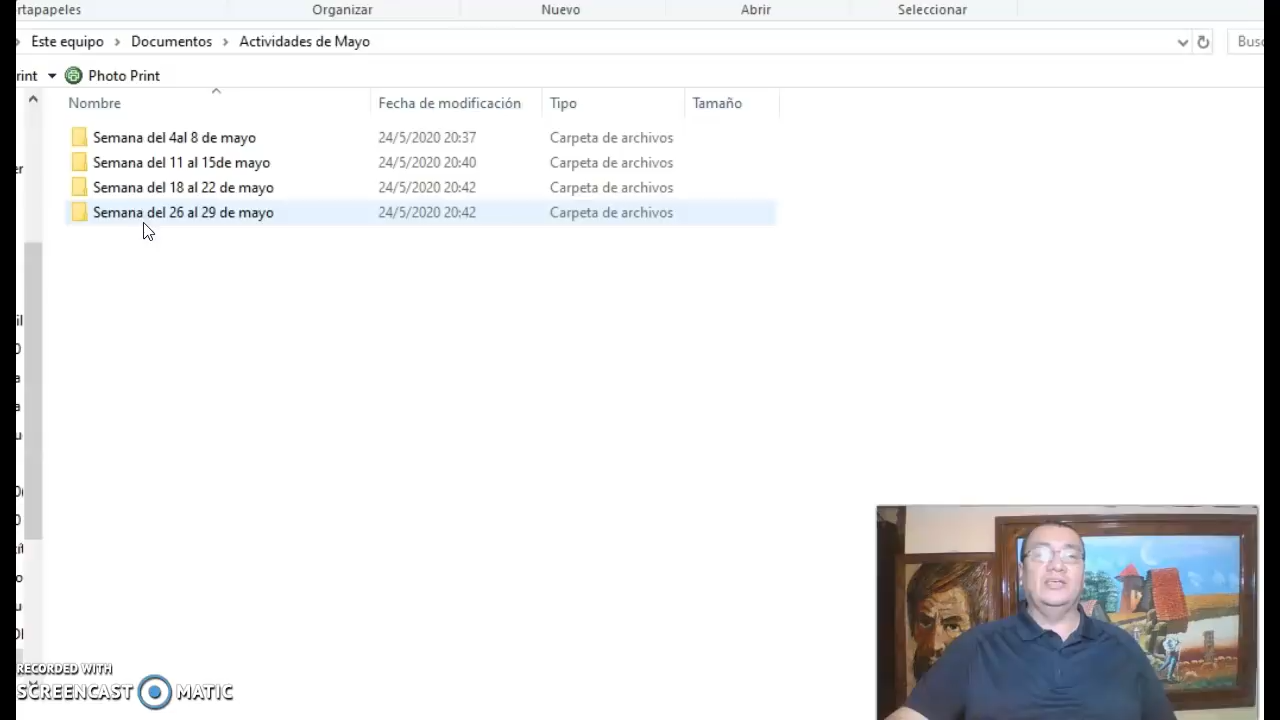 rtapapeles Organizar Nuevo Abrir Seleccionar
Este equipo › Documentos › Actividades de Mayo
rint Photo Print
Nombre Fecha de modificación Tipo Tamaño
Semana del 4al 8 de mayo 24/5/2020 20:37 Carpeta de archivos
Semana del 11 al 15de mayo 24/5/2020 20:40 Carpeta de archivos
Semana del 18 al 22 de mayo 24/5/2020 20:42 Carpeta de archivos
Semana del 26 al 29 de mayo 24/5/2020 20:42 Carpeta de archivos
RECORDED WITH
SCREENCAST MATIC